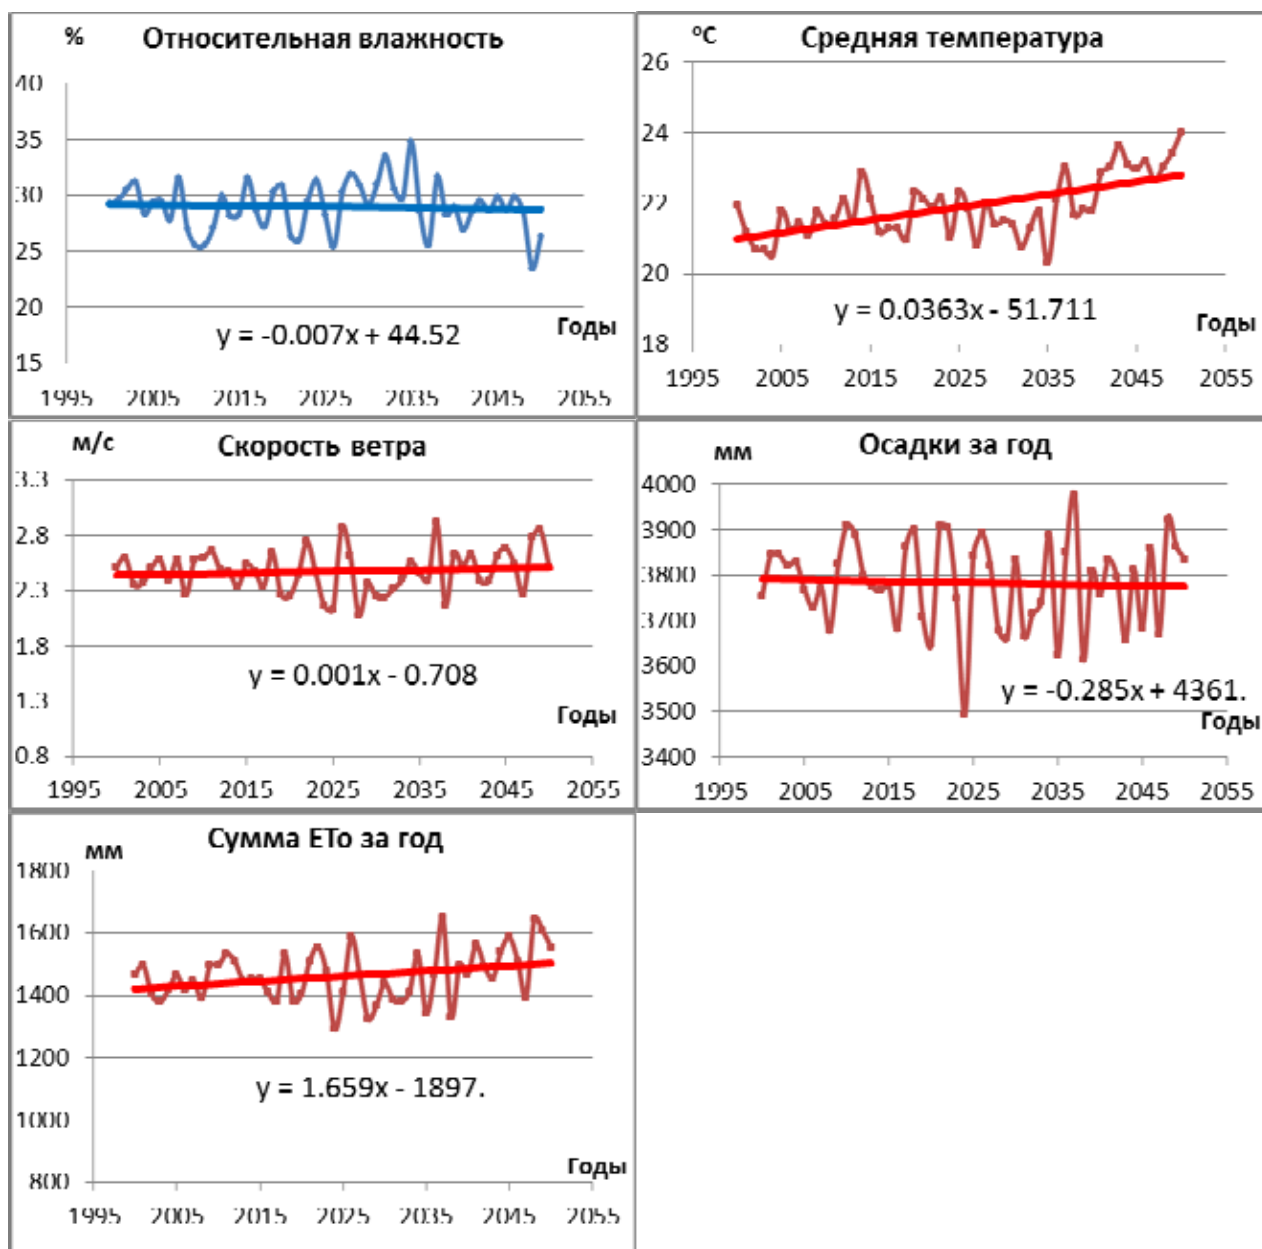 % Относительная влажность
40
35
30
25
20
15
Годы
y = -0.007x + 44.52
1995 2005 2015 2025 2035 2045 2055
°C Средняя температура
26
24
22
20
18
y = 0.0363x - 51.711
Годы
1995 2005 2015 2025 2035 2045 2055
м/с Скорость ветра
3.3
2.8
2.3
1.8
1.3
0.8
y = 0.001x - 0.708
Годы
1995 2005 2015 2025 2035 2045 2055
мм Осадки за год
4000
3900
3800
3700
3600
3500
3400
y = -0.285x + 4361.
Годы
1995 2005 2015 2025 2035 2045 2055
мм Сумма ЕТо за год
1800
1600
1400
1200
1000
800
y = 1.659x - 1897.
Годы
1995 2005 2015 2025 2035 2045 2055